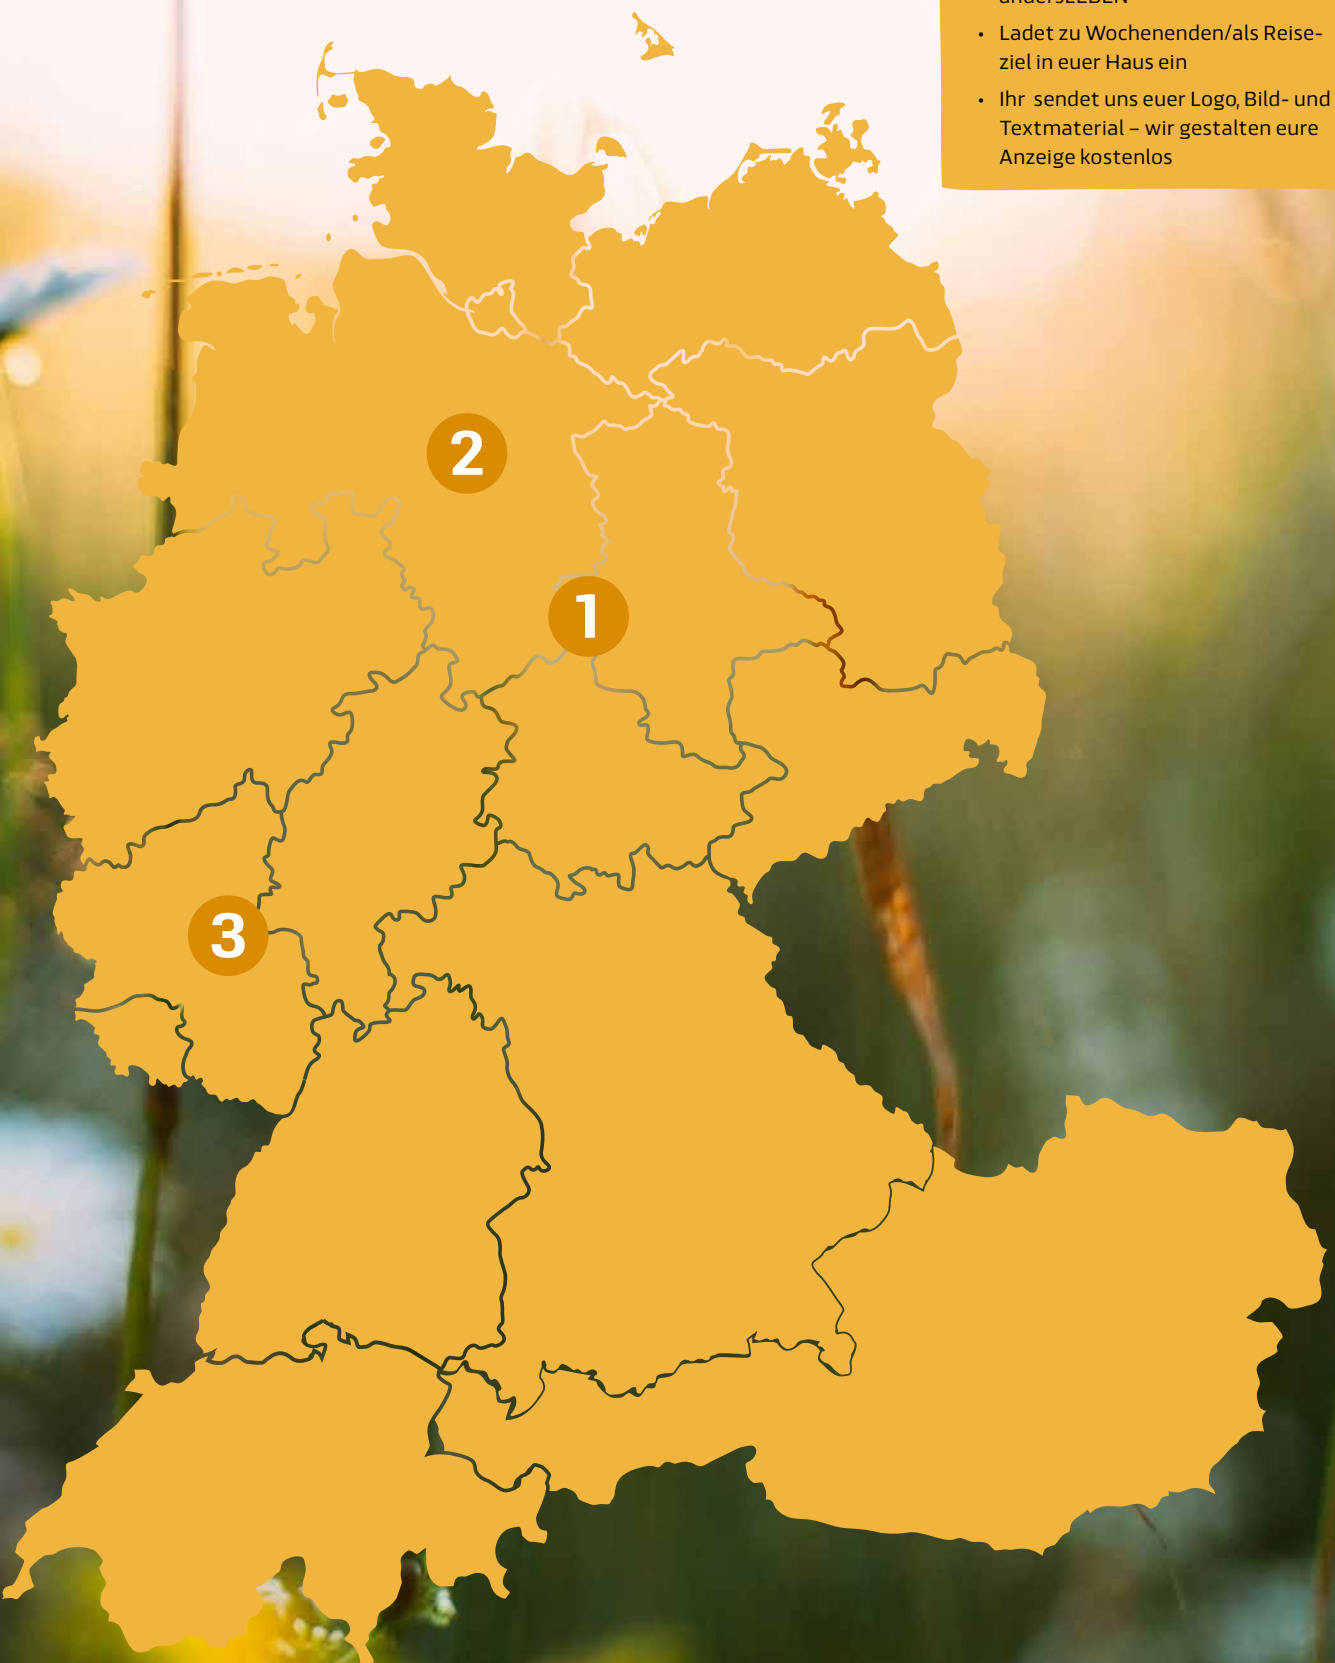 andersLEBEN
• Ladet zu Wochenenden/als Reise-
ziel in euer Haus ein
• Ihr sendet uns euer Logo, Bild- und
Textmaterial – wir gestalten eure
Anzeige kostenlos
2
1
3